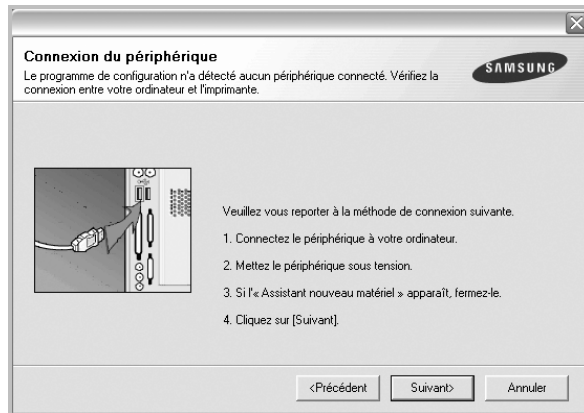 Connexion du périphérique
Le programme de configuration n'a détecté aucun périphérique connecté. Vérifiez la
connexion entre votre ordinateur et l'imprimante.
SAMSUNG
Veuillez vous reporter à la méthode de connexion suivante.
1. Connectez le périphérique à votre ordinateur.
2. Mettez le périphérique sous tension.
3. Si l'« Assistant nouveau matériel » apparaît, fermez-le.
4. Cliquez sur [Suivant].
<Précédent
Suivant>
Annuler